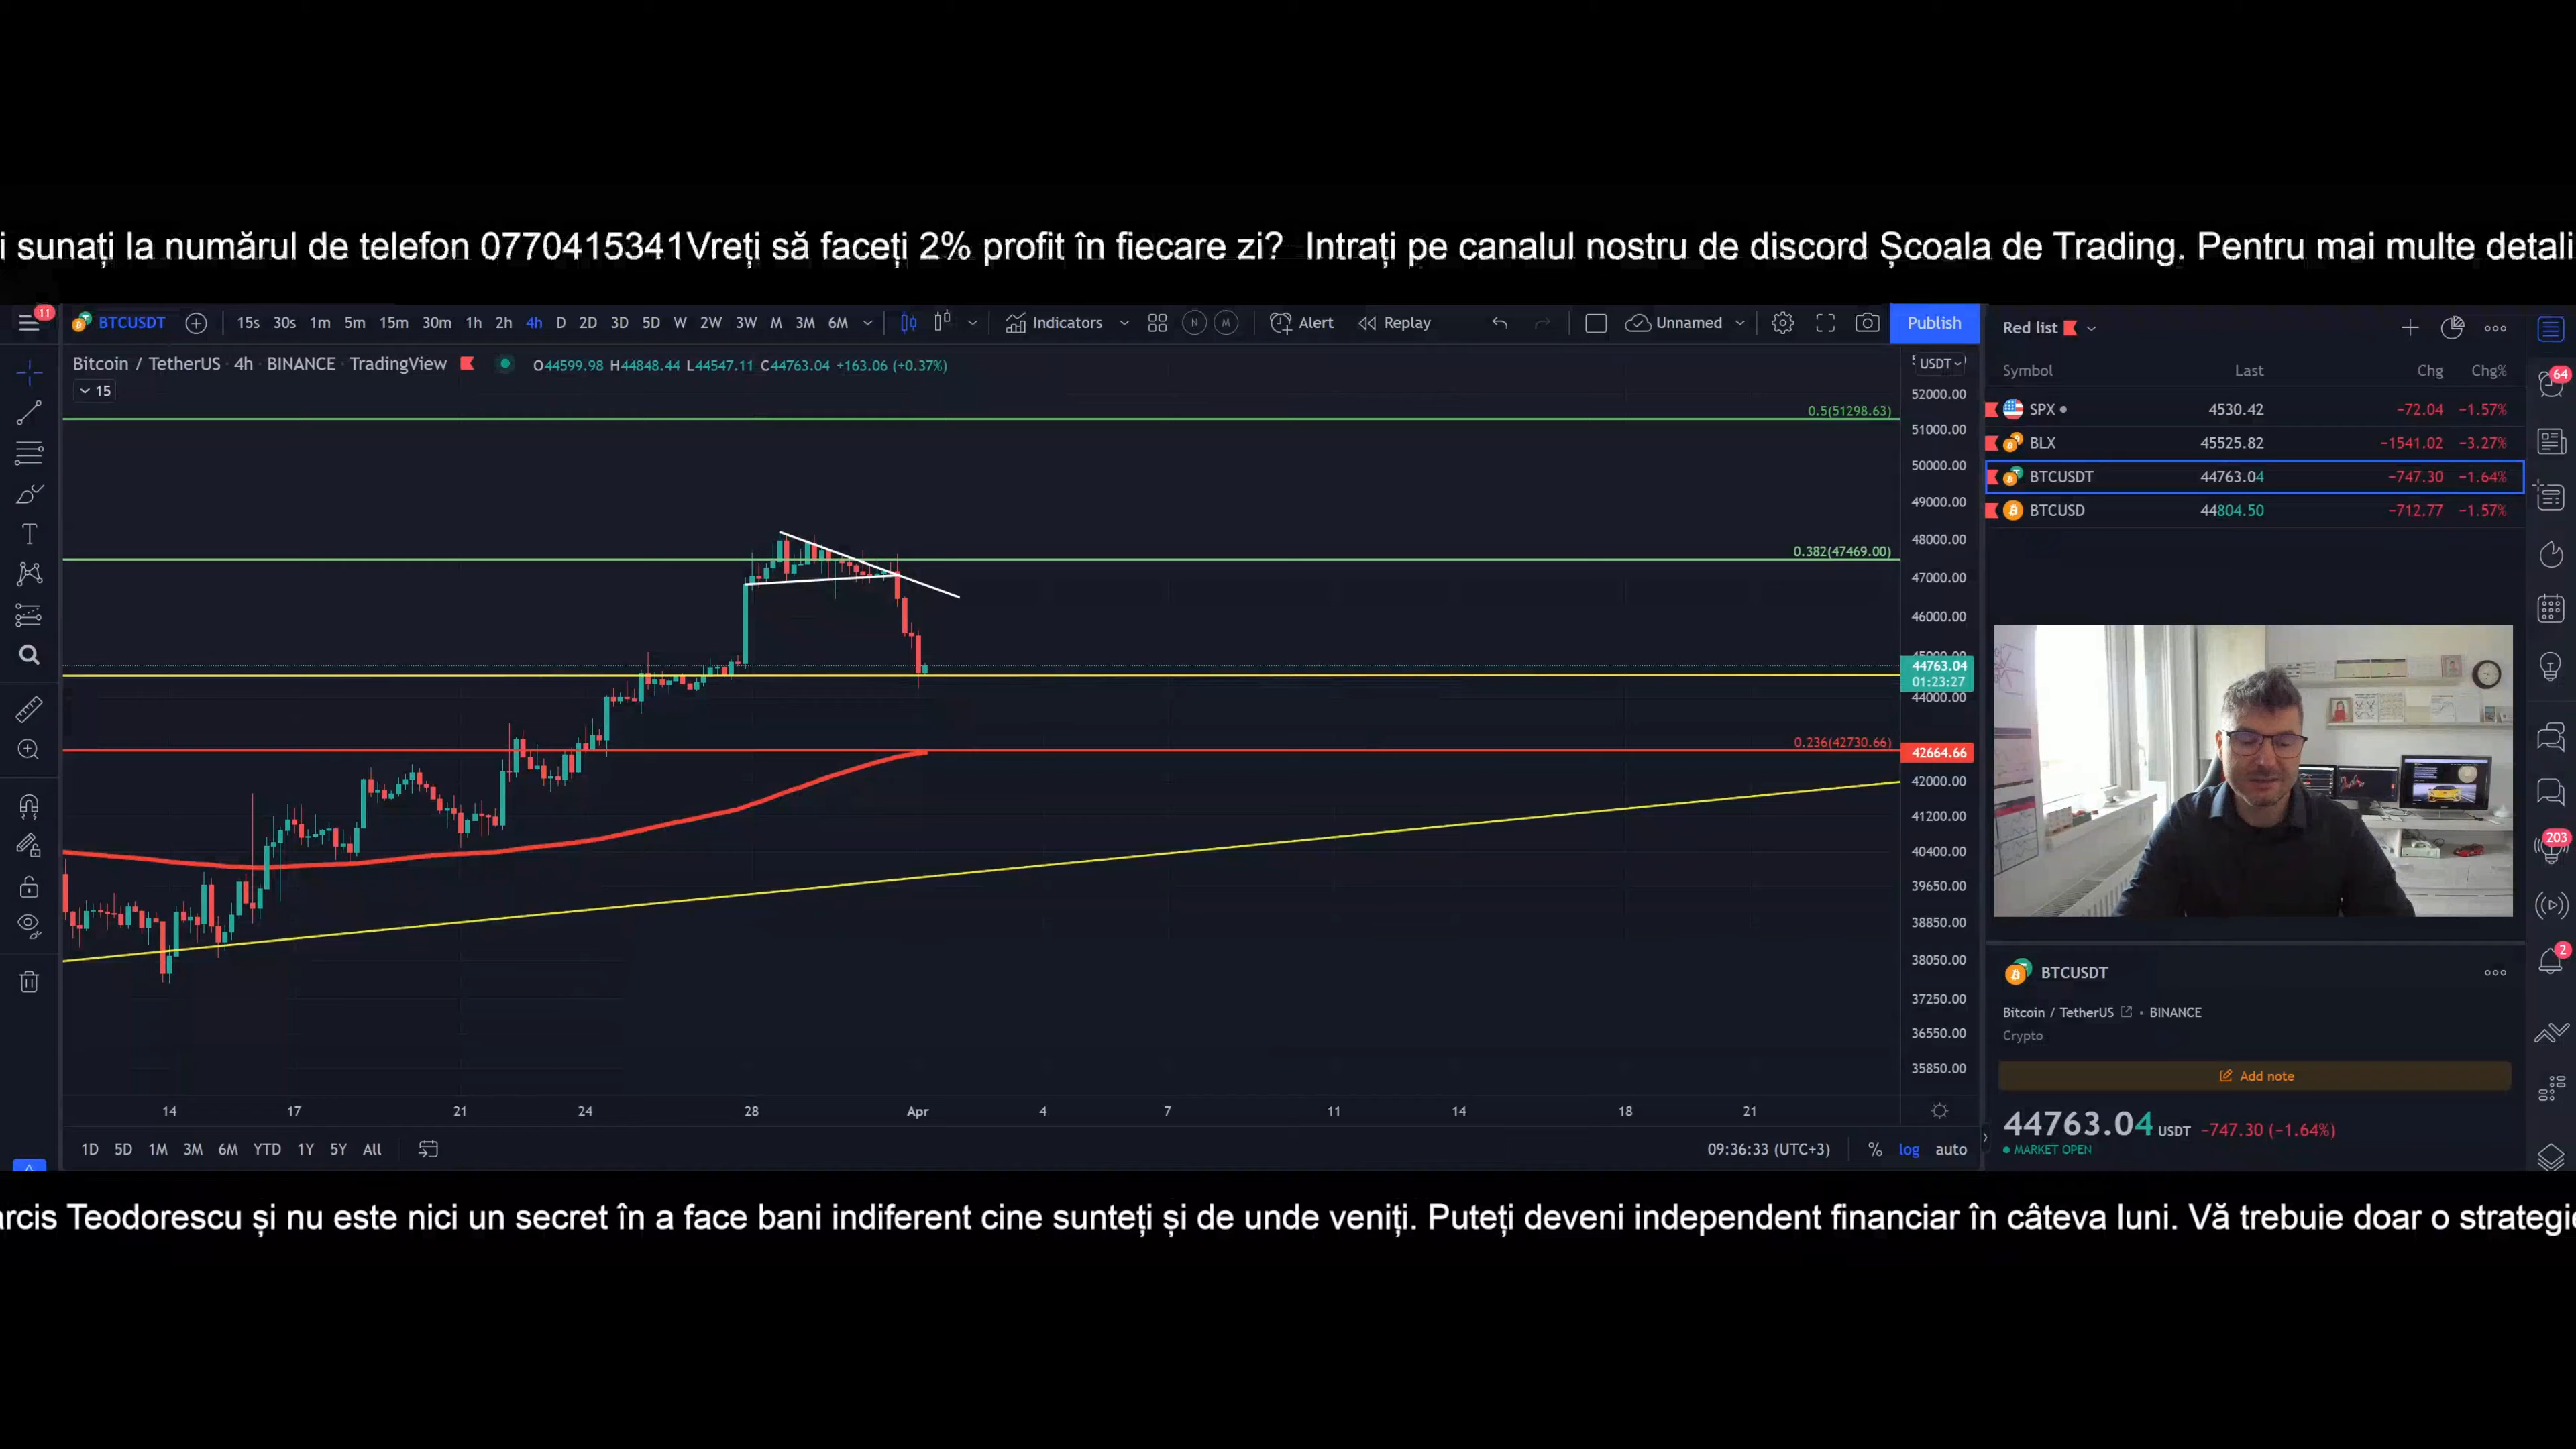 i sunați la numărul de telefon 0770415341Vreți să faceți 2% profit în fiecare zi? Intrați pe canalul nostru de discord Școala de Trading. Pentru mai multe detali
11
BTCUSDT
15s 30s 1m 5m 15m 30m 1h 2h 4h D 2D 3D 5D W 2W 3W M 3M 6M
Indicators
N M
Alert
Replay
Unnamed
Publish
Bitcoin / TetherUS · 4h · BINANCE · TradingView
O44599.98 H44848.44 L44547.11 C44763.04 +163.06 (+0.37%)
15
USDT
52000.00
0.5(51298.63)
51000.00
50000.00
49000.00
48000.00
0.382(47469.00)
47000.00
46000.00
44763.04
01:23:27
44000.00
0.236(42730.66)
42664.66
42000.00
41200.00
40400.00
39650.00
38850.00
38050.00
37250.00
36550.00
35850.00
14 17 21 24 28 Apr 4 7 11 14 18 21
1D 5D 1M 3M 6M YTD 1Y 5Y All
09:36:33 (UTC+3)
% log auto
Red list
Symbol Last Chg Chg%
SPX 4530.42 −72.04 −1.57%
BLX 45525.82 −1541.02 −3.27%
BTCUSDT 44763.04 −747.30 −1.64%
BTCUSD 44804.50 −712.77 −1.57%
64
203
2
BTCUSDT
Bitcoin / TetherUS • BINANCE
Crypto
Add note
44763.04 USDT −747.30 (−1.64%)
MARKET OPEN
arcis Teodorescu și nu este nici un secret în a face bani indiferent cine sunteți și de unde veniți. Puteți deveni independent financiar în câteva luni. Vă trebuie doar o strategie